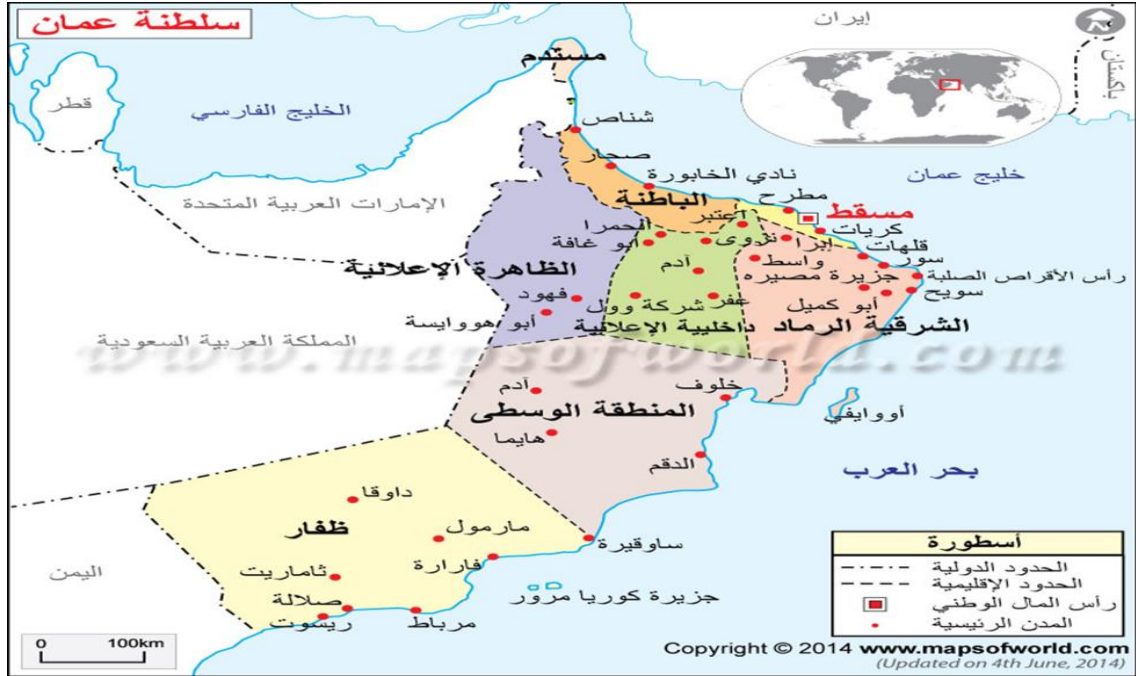 سلطنة عمان
إيران
باكستان
قطر
الخليج الفارسي
مستدم
شناص
صحار
نادي الخابورة
خليج عمان
الإمارات العربية المتحدة
الباطنة
مطرح
مسقط
اعتبر
كريات
الحمرا
نزوى
إبرا
قلهات
أبو غافة
سور
الظاهرة الإعلانية
آدم
واسط
جزيرة مصيره
رأس الأقراص الصلبة
سويح
فهود
شركة وول
عفر
أبو كميل
أبو هووايسة
داخليية الإعلانية
الشرقية الرماد
المملكة العربية السعودية
www.mapsofworld.com
آدم
خلوف
المنطقة الوسطى
أووايفي
هايما
الدقم
بحر العرب
داوقا
ظفار
مارمول
ساوقيرة
فارارة
ثاماريت
اليمن
جزيرة كوريا مرور
صلالة
مرباط
ريسوت
أسطورة
الحدود الدولية
الحدود الإقليمية
رأس المال الوطني
المدن الرئيسية
0 100km
Copyright © 2014 www.mapsofworld.com
(Updated on 4th June, 2014)